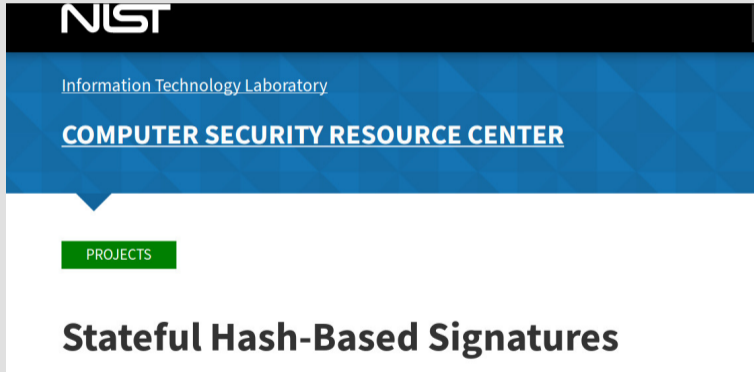 NIST
Information Technology Laboratory
COMPUTER SECURITY RESOURCE CENTER
PROJECTS
Stateful Hash-Based Signatures